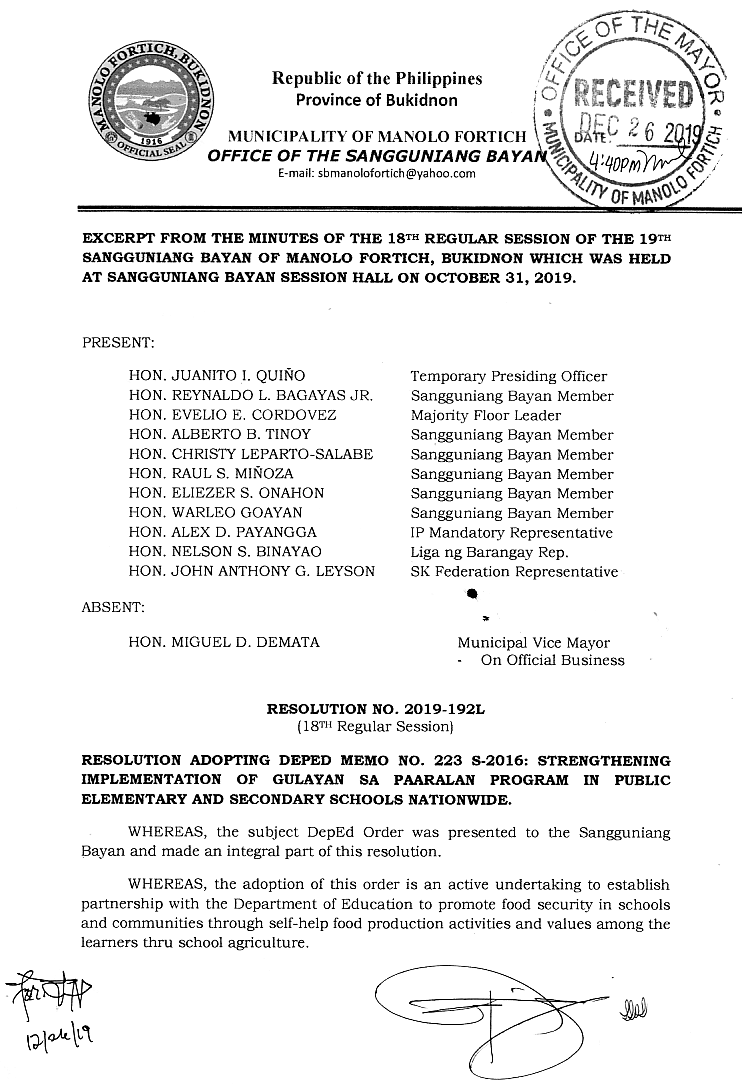 MANOLO FORTICH, BUKIDNON
1916
OFFICIAL SEAL
Republic of the Philippines
Province of Bukidnon
MUNICIPALITY OF MANOLO FORTICH
OFFICE OF THE SANGGUNIANG BAYAN
E-mail: sbmanolofortich@yahoo.com
OFFICE OF THE MAYOR
RECEIVED
DEC 26 2019
DATE:
4:40pm
MUNICIPALITY OF MANOLO FORTICH
EXCERPT FROM THE MINUTES OF THE 18TH REGULAR SESSION OF THE 19TH
SANGGUNIANG BAYAN OF MANOLO FORTICH, BUKIDNON WHICH WAS HELD
AT SANGGUNIANG BAYAN SESSION HALL ON OCTOBER 31, 2019.
PRESENT:
HON. JUANITO I. QUIÑO Temporary Presiding Officer
HON. REYNALDO L. BAGAYAS JR. Sangguniang Bayan Member
HON. EVELIO E. CORDOVEZ Majority Floor Leader
HON. ALBERTO B. TINOY Sangguniang Bayan Member
HON. CHRISTY LEPARTO-SALABE Sangguniang Bayan Member
HON. RAUL S. MIÑOZA Sangguniang Bayan Member
HON. ELIEZER S. ONAHON Sangguniang Bayan Member
HON. WARLEO GOAYAN Sangguniang Bayan Member
HON. ALEX D. PAYANGGA IP Mandatory Representative
HON. NELSON S. BINAYAO Liga ng Barangay Rep.
HON. JOHN ANTHONY G. LEYSON SK Federation Representative
ABSENT:
HON. MIGUEL D. DEMATA Municipal Vice Mayor
- On Official Business
RESOLUTION NO. 2019-192L
(18TH Regular Session)
RESOLUTION ADOPTING DEPED MEMO NO. 223 S-2016: STRENGTHENING
IMPLEMENTATION OF GULAYAN SA PAARALAN PROGRAM IN PUBLIC
ELEMENTARY AND SECONDARY SCHOOLS NATIONWIDE.
WHEREAS, the subject DepEd Order was presented to the Sangguniang
Bayan and made an integral part of this resolution.
WHEREAS, the adoption of this order is an active undertaking to establish
partnership with the Department of Education to promote food security in schools
and communities through self-help food production activities and values among the
learners thru school agriculture.